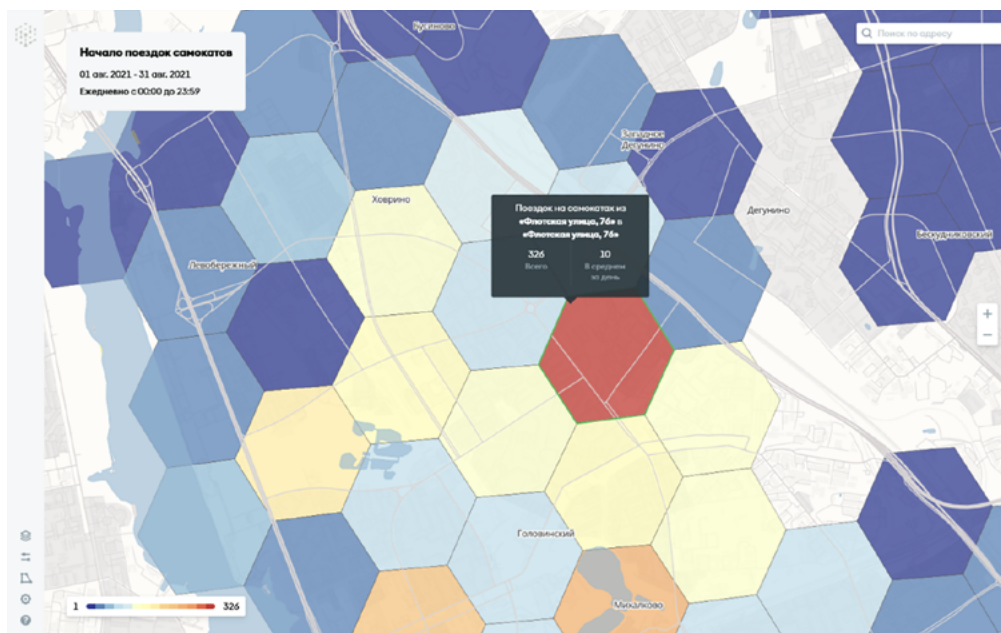 Кусиново
Начало поездок самокатов
01 авг. 2021 - 31 авг. 2021
Ежедневно с 00:00 до 23:59
Поиск по адресу
Западное
Дегунино
Ховрино
Поездок на самокатах из
«Флотская улица, 76» в
«Флотская улица, 76»
326
10
Всего
В среднем
за день
Дегунино
Бескудниковский
Левобережный
+
−
Головинский
Михалково
1
326